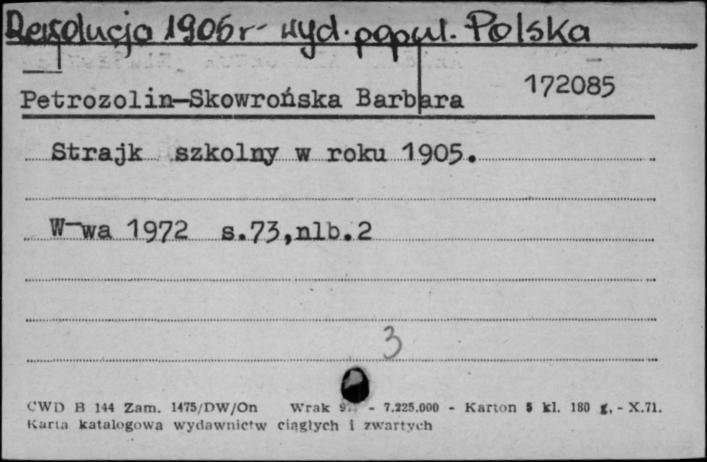 Rewolucja 1905 r - wyd. popul. Polska
172085
Petrozolin-Skowrońska Barbara
Strajk szkolny w roku 1905.
W-wa 1972 s.73,nlb.2
3
CWD B 144 Zam. 1475/DW/On Wrak - 7.225.000 - Karton 5 kl. 180 g. - X.71.
Karta katalogowa wydawnictw ciągłych i zwartych